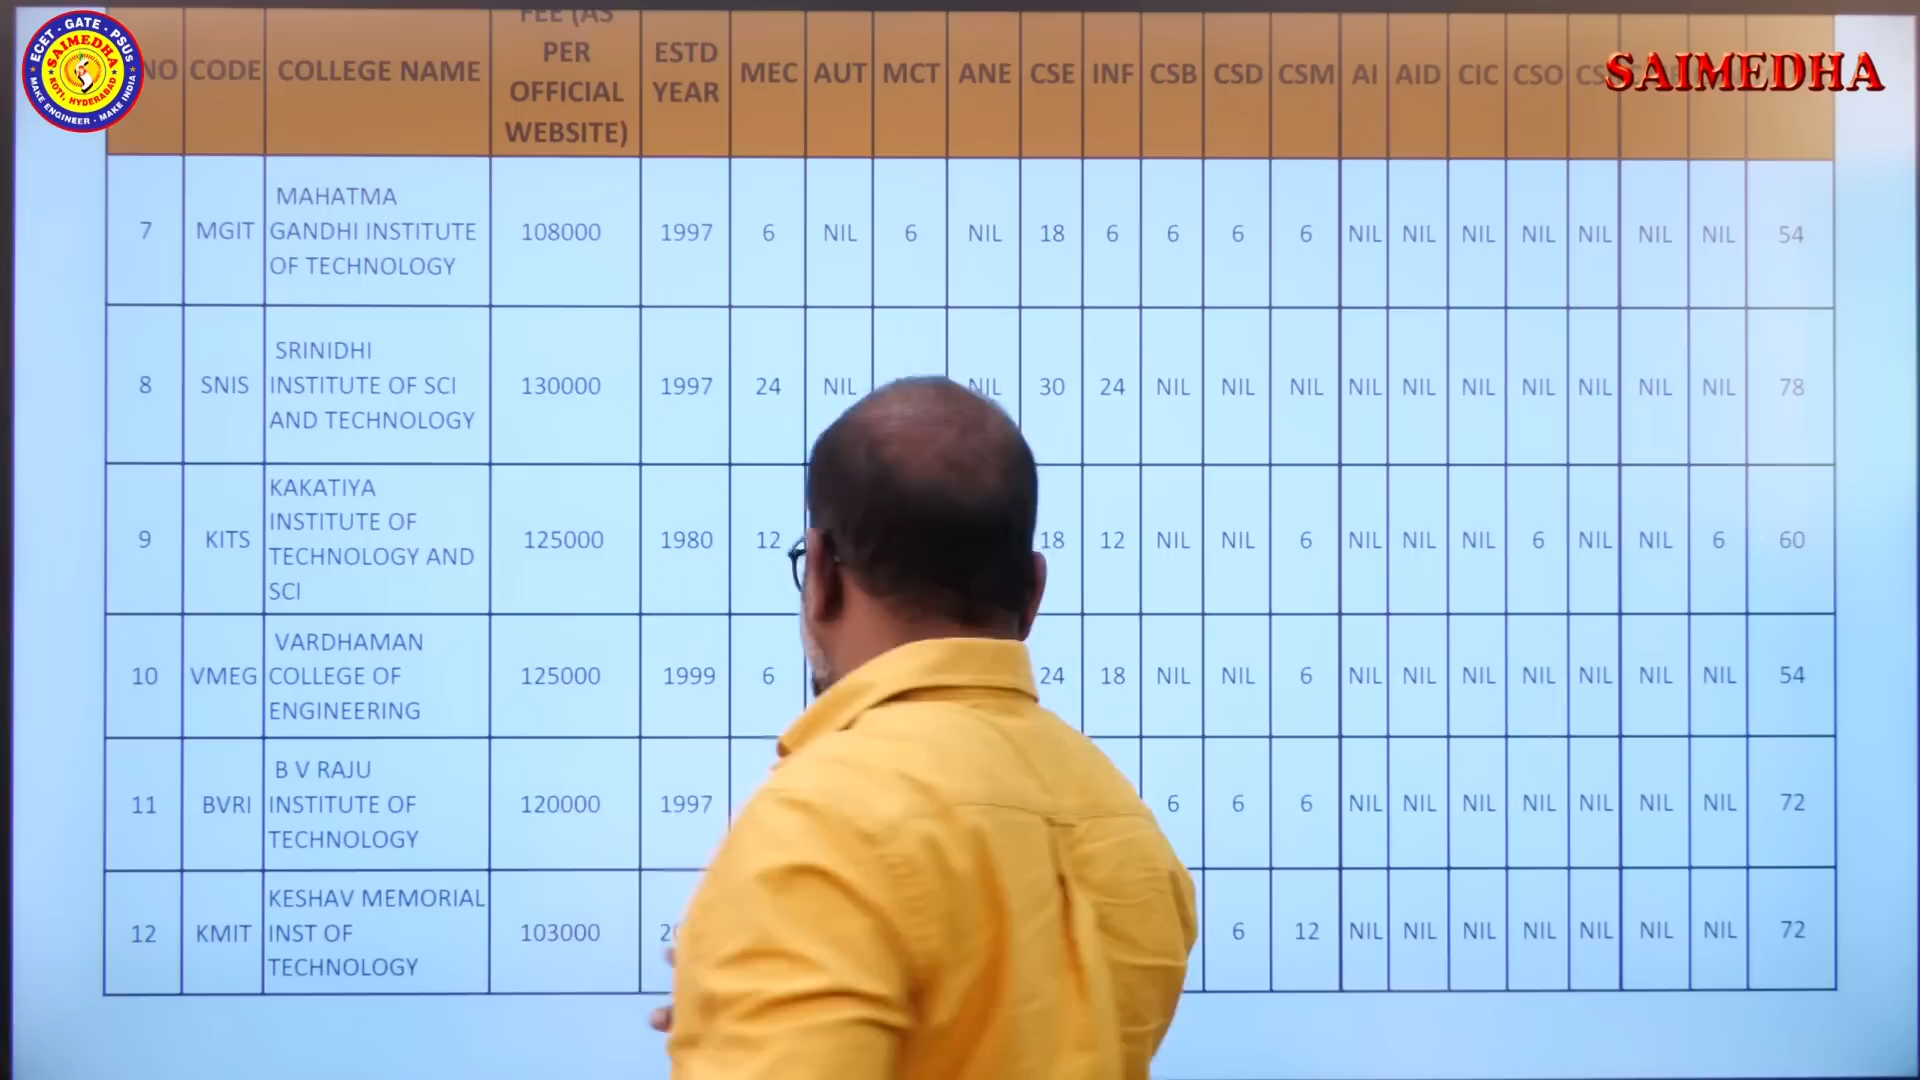 ECET · GATE · PSUS
SAIMEDHA
KOTI, HYDERABAD
MAKE ENGINEER - MAKE INDIA
SAIMEDHA
NO CODE COLLEGE NAME FEE (AS PER OFFICIAL WEBSITE) ESTD YEAR MEC AUT MCT ANE CSE INF CSB CSD CSM AI AID CIC CSO
7 MGIT MAHATMA GANDHI INSTITUTE OF TECHNOLOGY 108000 1997 6 NIL 6 NIL 18 6 6 6 6 NIL NIL NIL NIL NIL NIL NIL 54
8 SNIS SRINIDHI INSTITUTE OF SCI AND TECHNOLOGY 130000 1997 24 NIL NIL 30 24 NIL NIL NIL NIL NIL NIL NIL NIL NIL NIL 78
9 KITS KAKATIYA INSTITUTE OF TECHNOLOGY AND SCI 125000 1980 12 18 12 NIL NIL 6 NIL NIL NIL 6 NIL NIL 6 60
10 VMEG VARDHAMAN COLLEGE OF ENGINEERING 125000 1999 6 24 18 NIL NIL 6 NIL NIL NIL NIL NIL NIL NIL 54
11 BVRI B V RAJU INSTITUTE OF TECHNOLOGY 120000 1997 6 6 6 NIL NIL NIL NIL NIL NIL NIL 72
12 KMIT KESHAV MEMORIAL INST OF TECHNOLOGY 103000 6 12 NIL NIL NIL NIL NIL NIL NIL 72